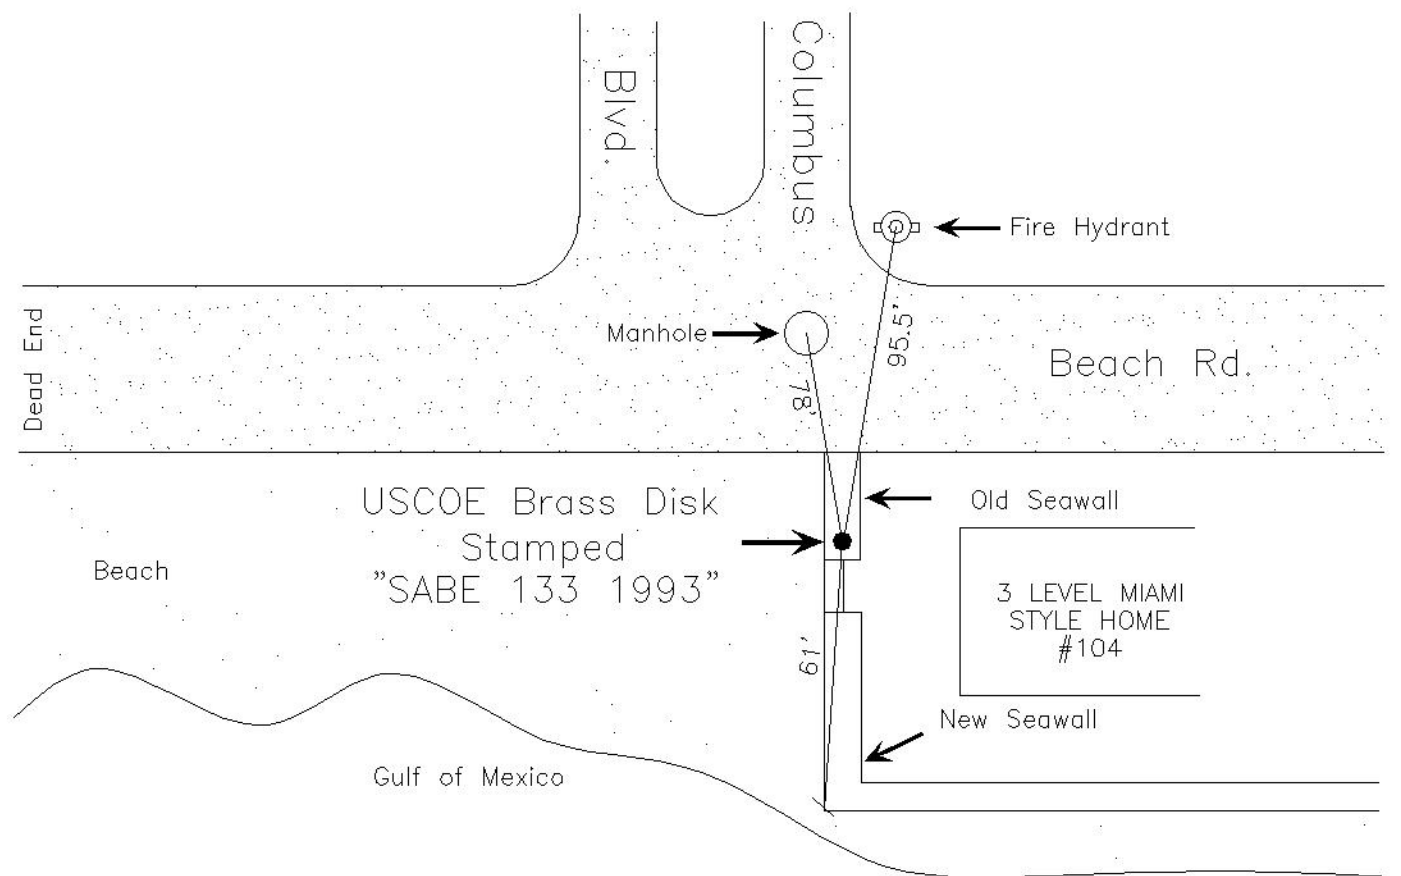 Columbus
Blvd.
Fire Hydrant
Dead End
Manhole
95.5'
Beach Rd.
78'
USCOE Brass Disk
Stamped
"SABE 133 1993"
Old Seawall
Beach
3 LEVEL MIAMI
STYLE HOME
#104
61'
New Seawall
Gulf of Mexico